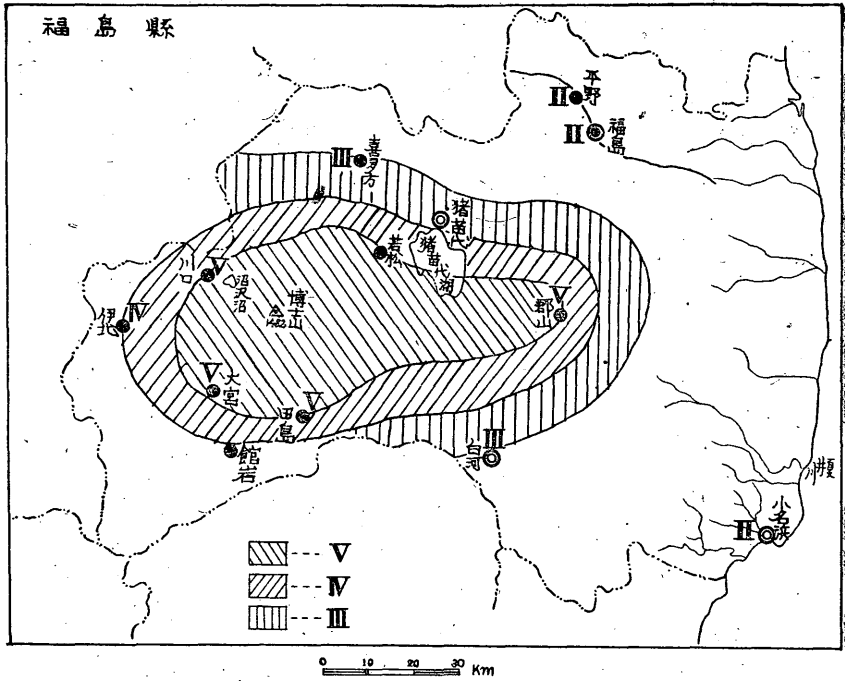 福島縣
平野
II
福島
II
喜多方
III
猪苗代
猪苗代湖
若松
川口
V
沼沢沼
博士山
郡山
V
伊北
IV
大宮
V
田島
V
館岩
白河
III
小名浜
II
V
IV
III
0 10 20 30 Km